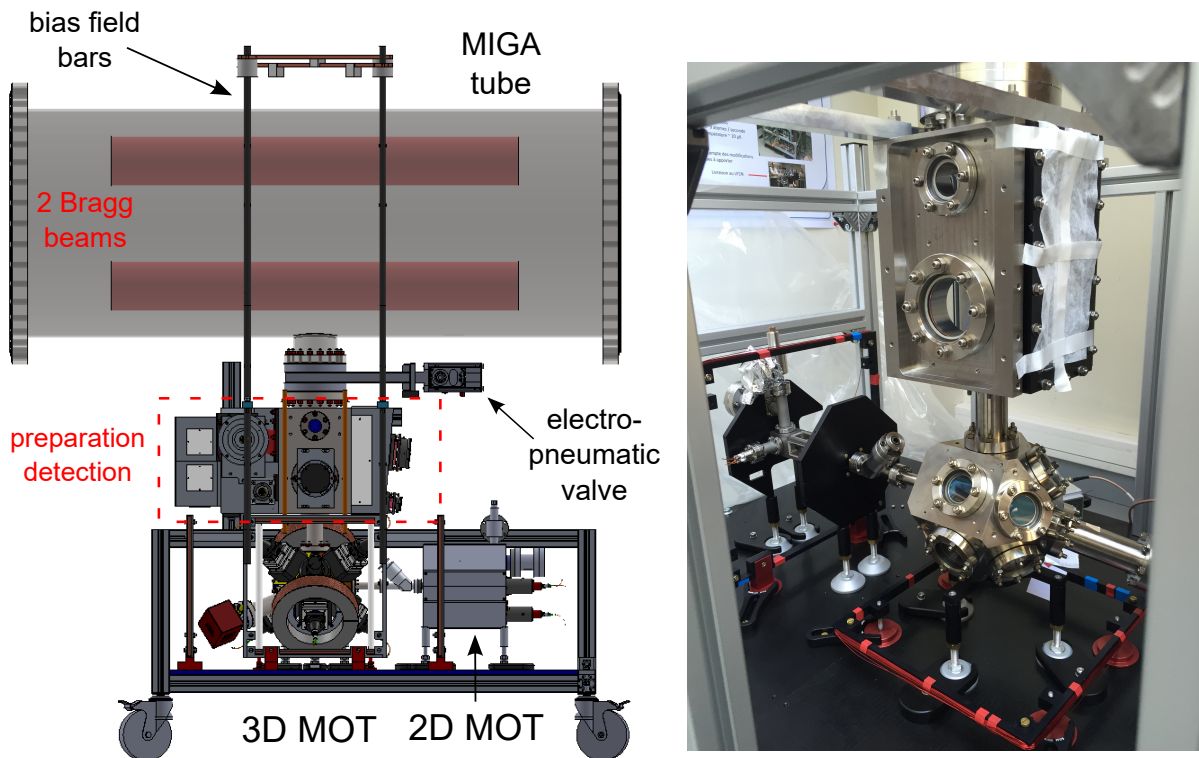 bias field
bars
MIGA
tube
2 Bragg
beams
preparation
detection
electro-
pneumatic
valve
3D MOT
2D MOT